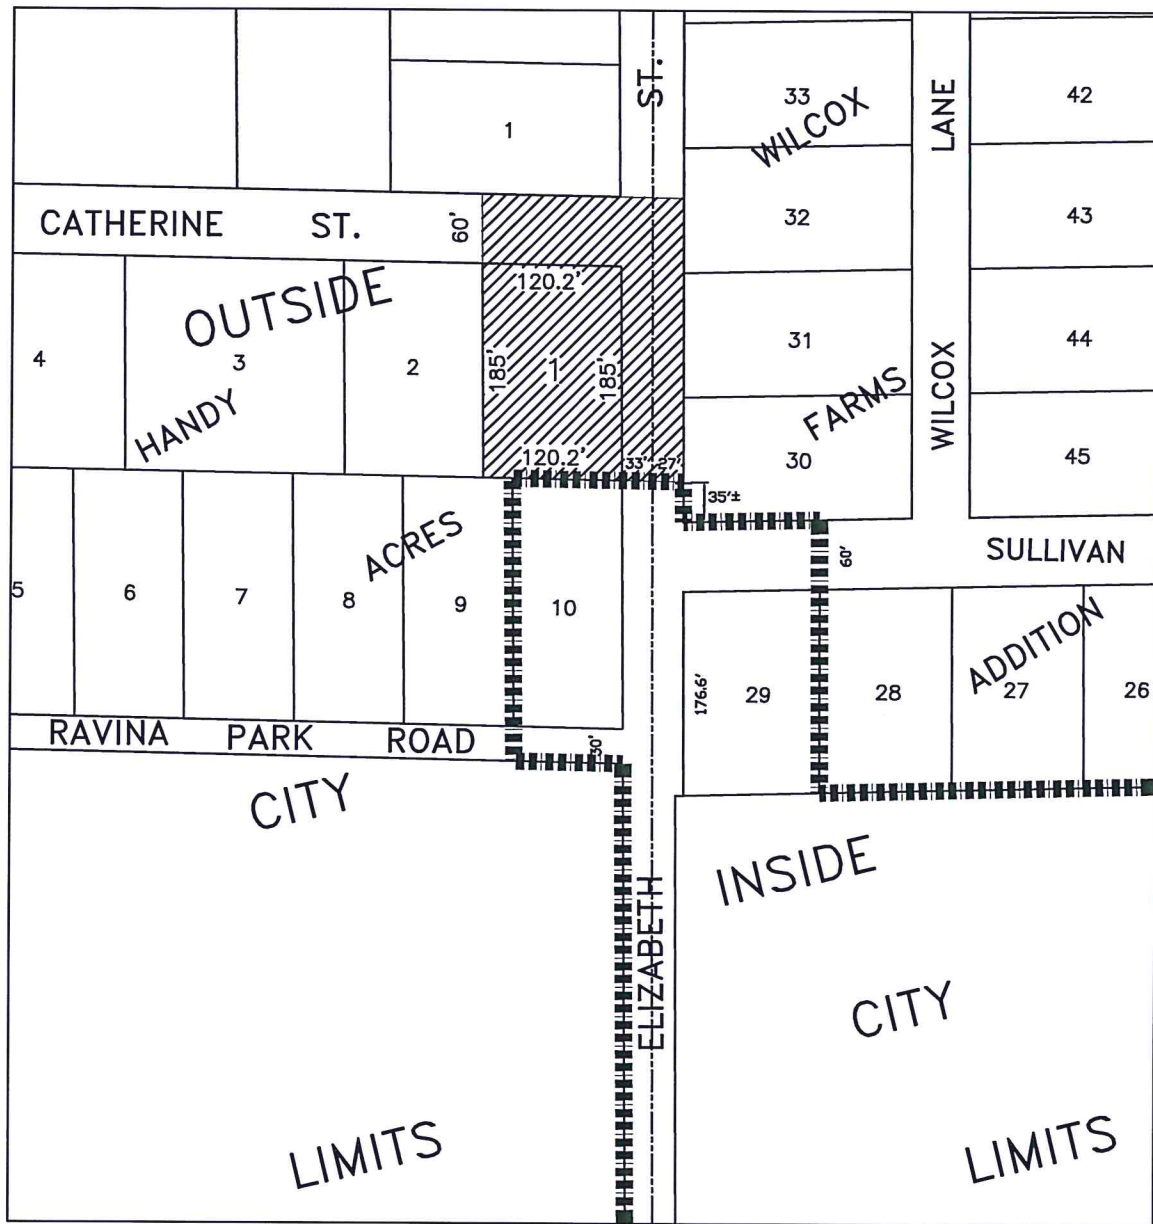 ST.
33
WILCOX
LANE
42
1
CATHERINE ST.
60'
32
43
OUTSIDE
120.2'
4
3
2
185'
1
185'
31
WILCOX
44
HANDY
FARMS
120.2'
33'
27'
30
45
35'±
ACRES
60'
SULLIVAN
5
6
7
8
9
10
ADDITION
176.6'
29
28
27
26
RAVINA PARK ROAD
30'
CITY
INSIDE
ELIZABETH
CITY
LIMITS
LIMITS